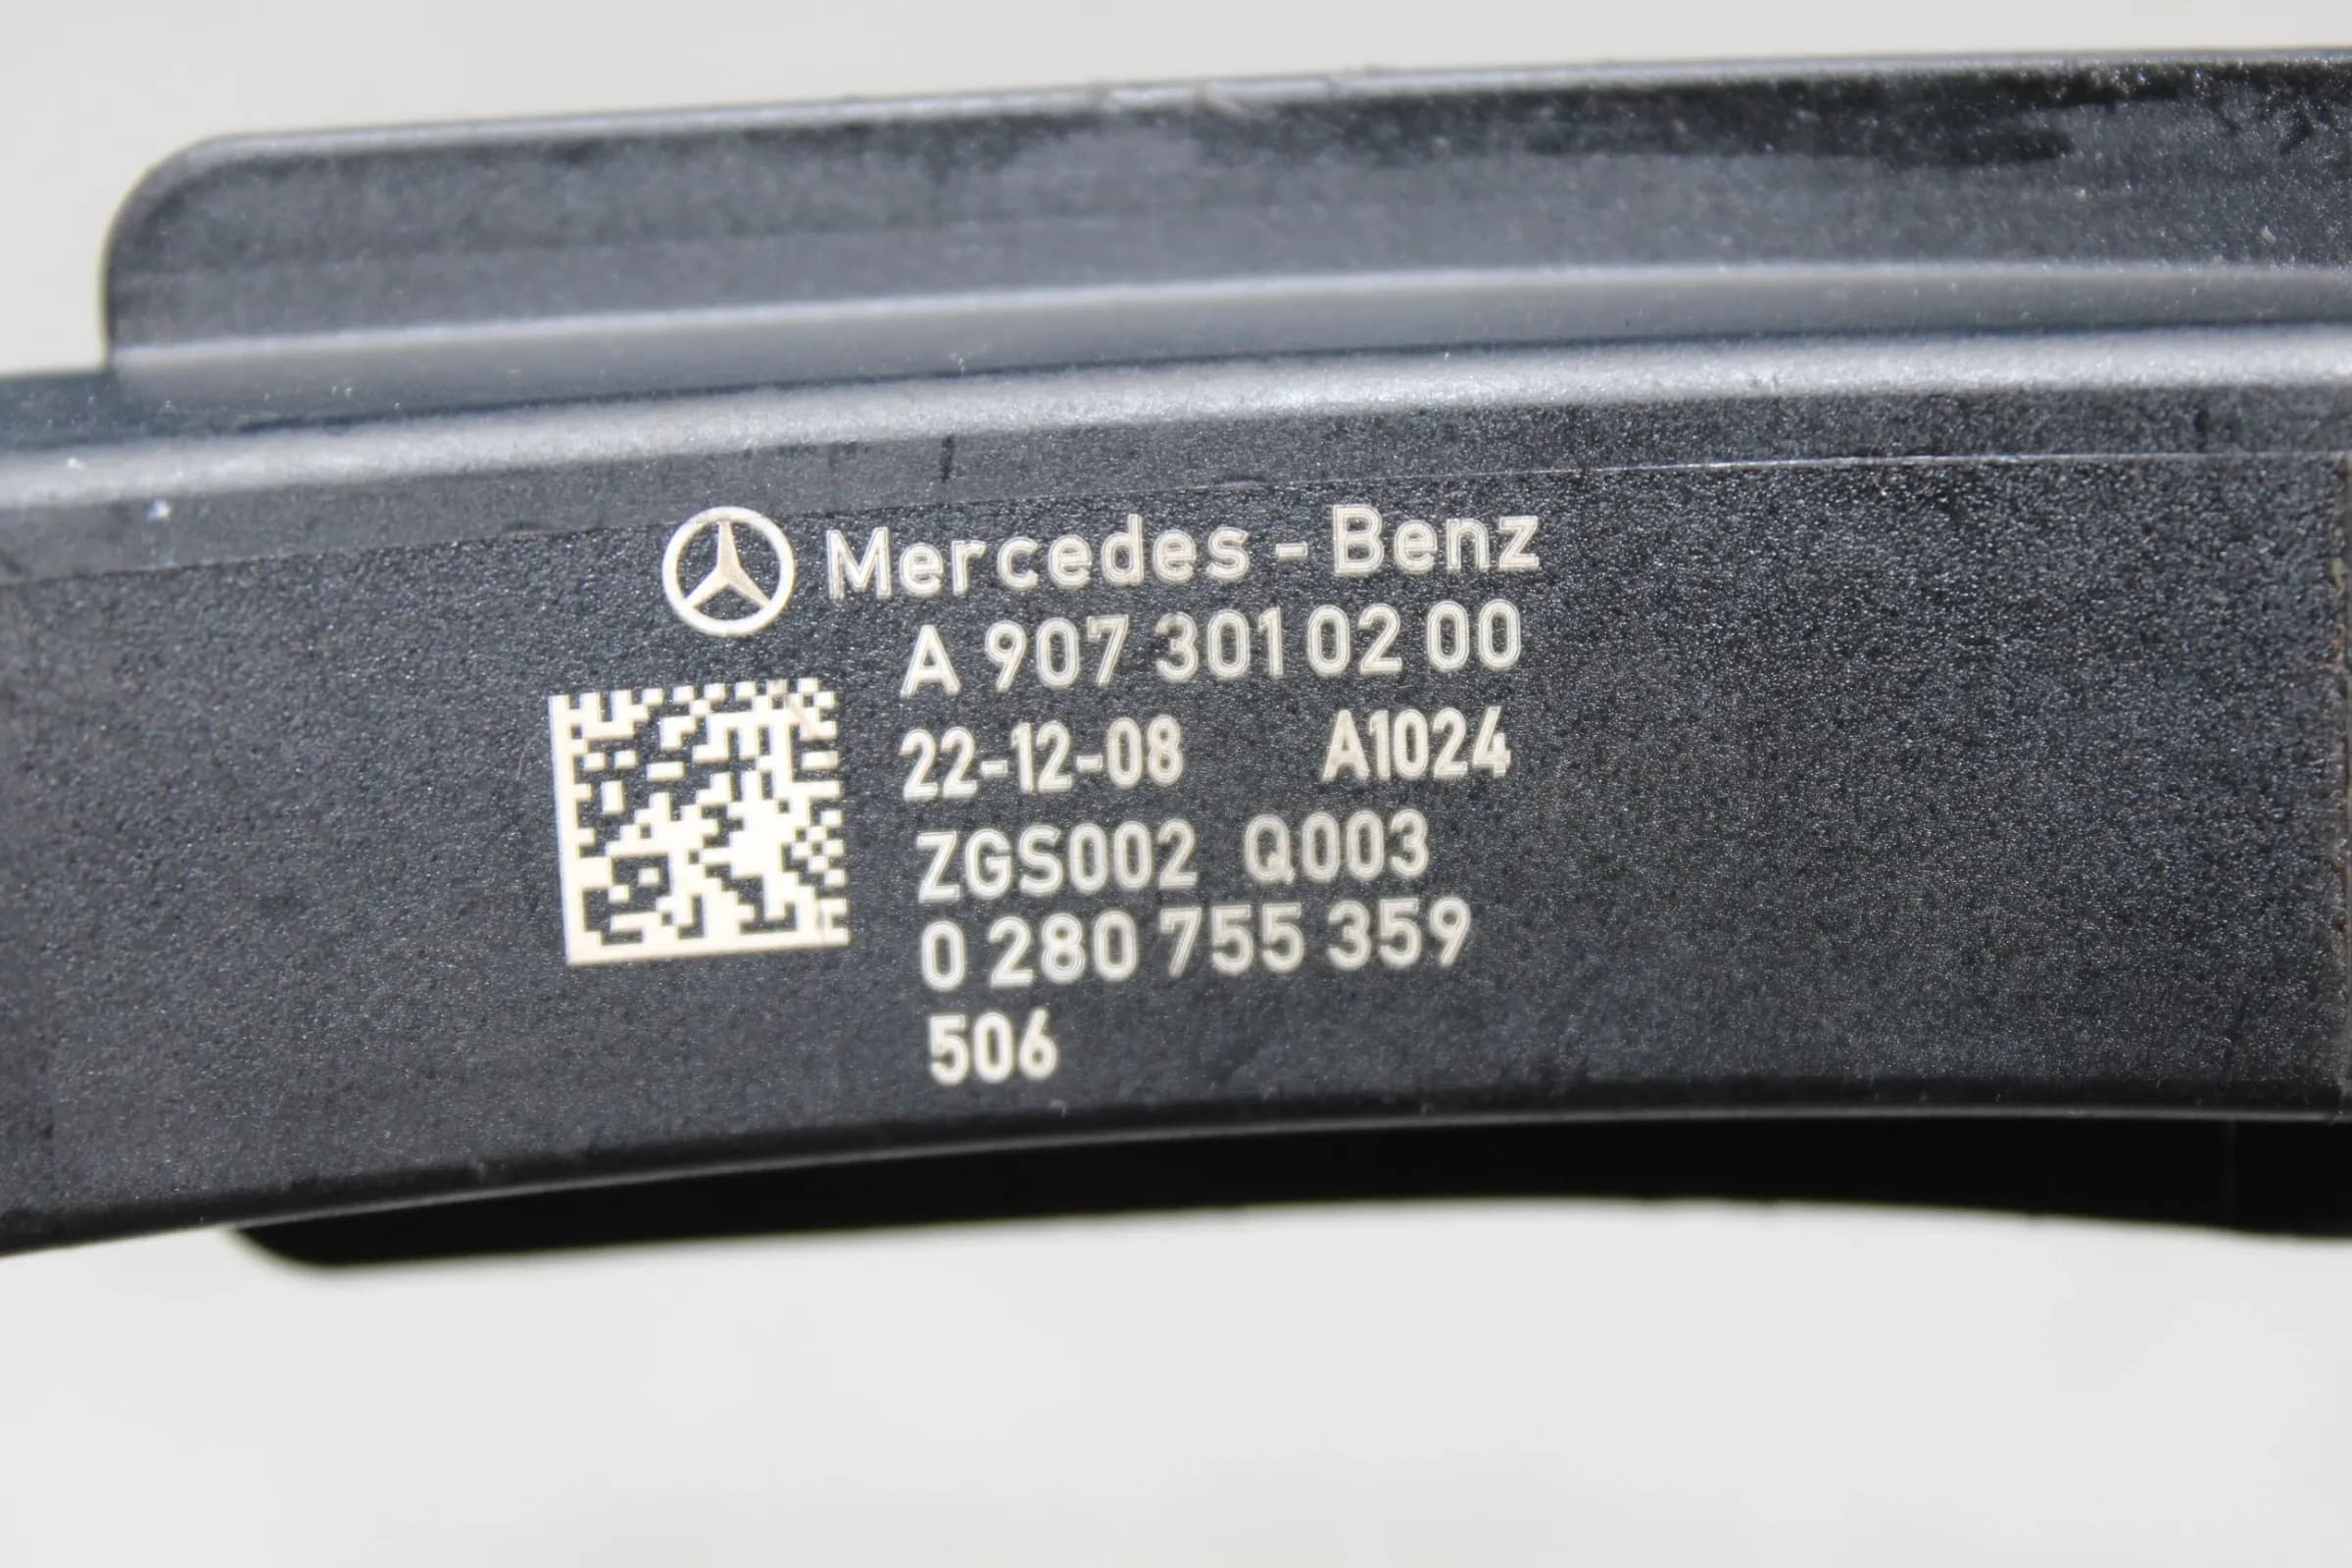 Mercedes - Benz
A 907 301 02 00
22-12-08 A1024
ZGS002 Q003
0 280 755 359
506